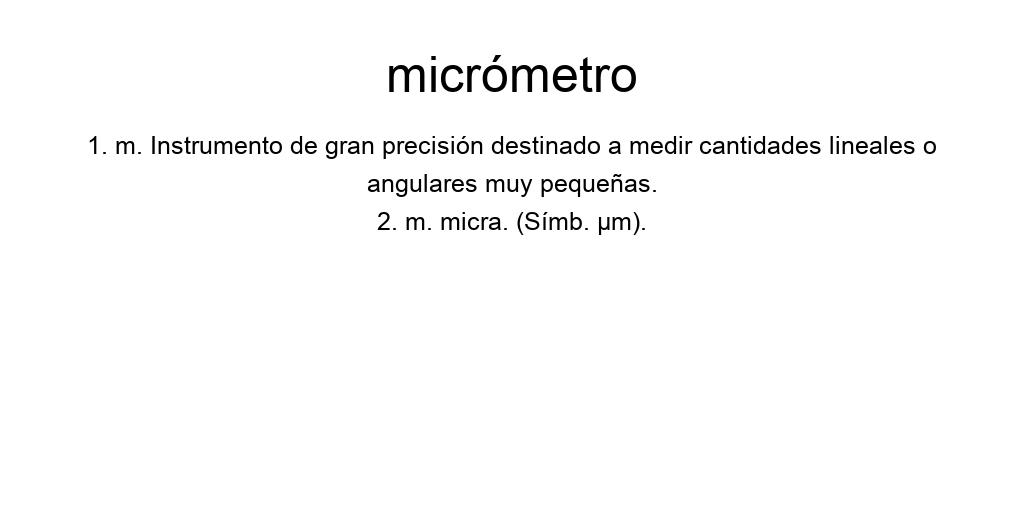 micrómetro
1. m. Instrumento de gran precisión destinado a medir cantidades lineales o
angulares muy pequeñas.
2. m. micra. (Símb. µm).